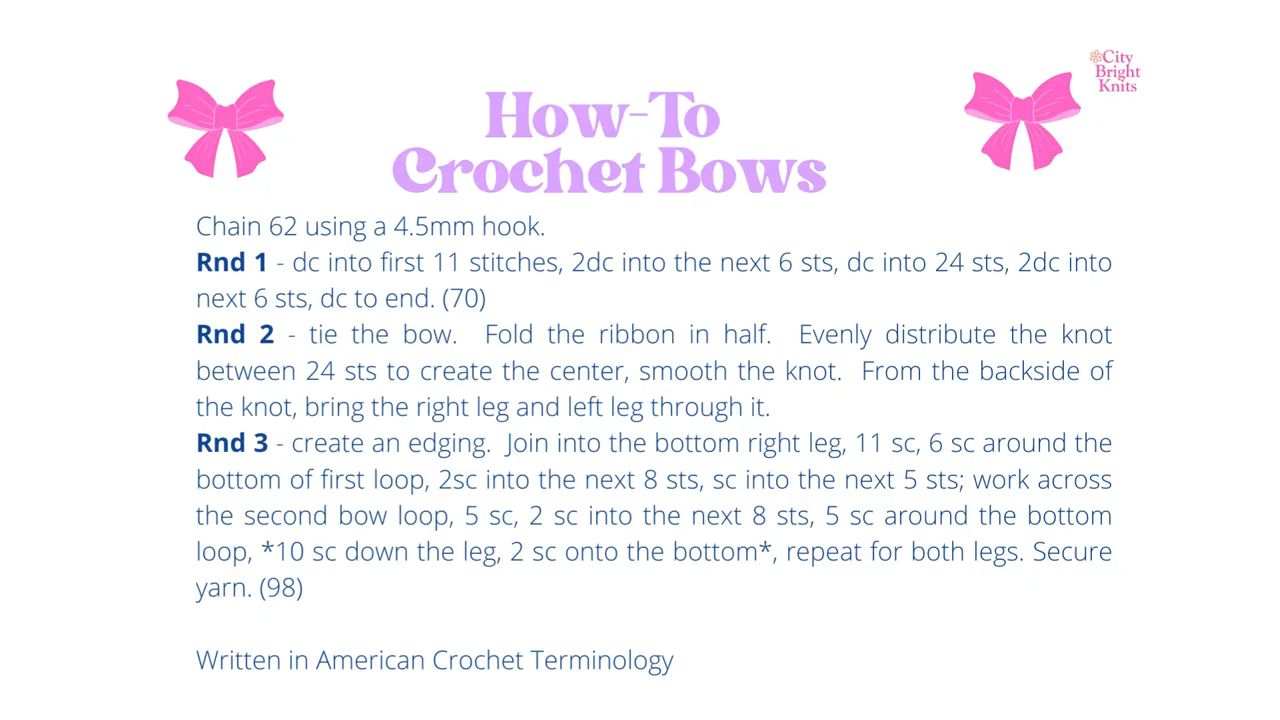 City
Bright
Knits
How-To
Crochet Bows
Chain 62 using a 4.5mm hook.
Rnd 1 - dc into first 11 stitches, 2dc into the next 6 sts, dc into 24 sts, 2dc into
next 6 sts, dc to end. (70)
Rnd 2 - tie the bow. Fold the ribbon in half. Evenly distribute the knot
between 24 sts to create the center, smooth the knot. From the backside of
the knot, bring the right leg and left leg through it.
Rnd 3 - create an edging. Join into the bottom right leg, 11 sc, 6 sc around the
bottom of first loop, 2sc into the next 8 sts, sc into the next 5 sts; work across
the second bow loop, 5 sc, 2 sc into the next 8 sts, 5 sc around the bottom
loop, *10 sc down the leg, 2 sc onto the bottom*, repeat for both legs. Secure
yarn. (98)
Written in American Crochet Terminology